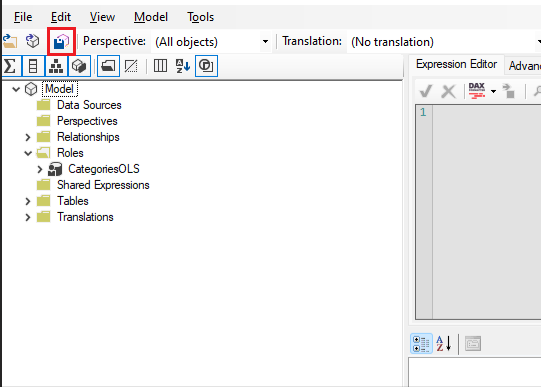 File Edit View Model Tools
Perspective: (All objects) Translation: (No translation)
Expression Editor Advan
DAX
1
Model
Data Sources
Perspectives
Relationships
Roles
CategoriesOLS
Shared Expressions
Tables
Translations